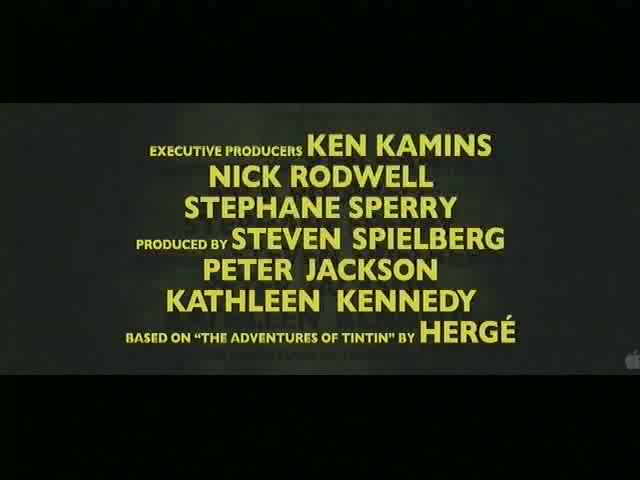 EXECUTIVE PRODUCERS KEN KAMINS
NICK RODWELL
STEPHANE SPERRY
PRODUCED BY STEVEN SPIELBERG
PETER JACKSON
KATHLEEN KENNEDY
BASED ON “THE ADVENTURES OF TINTIN” BY HERGÉ